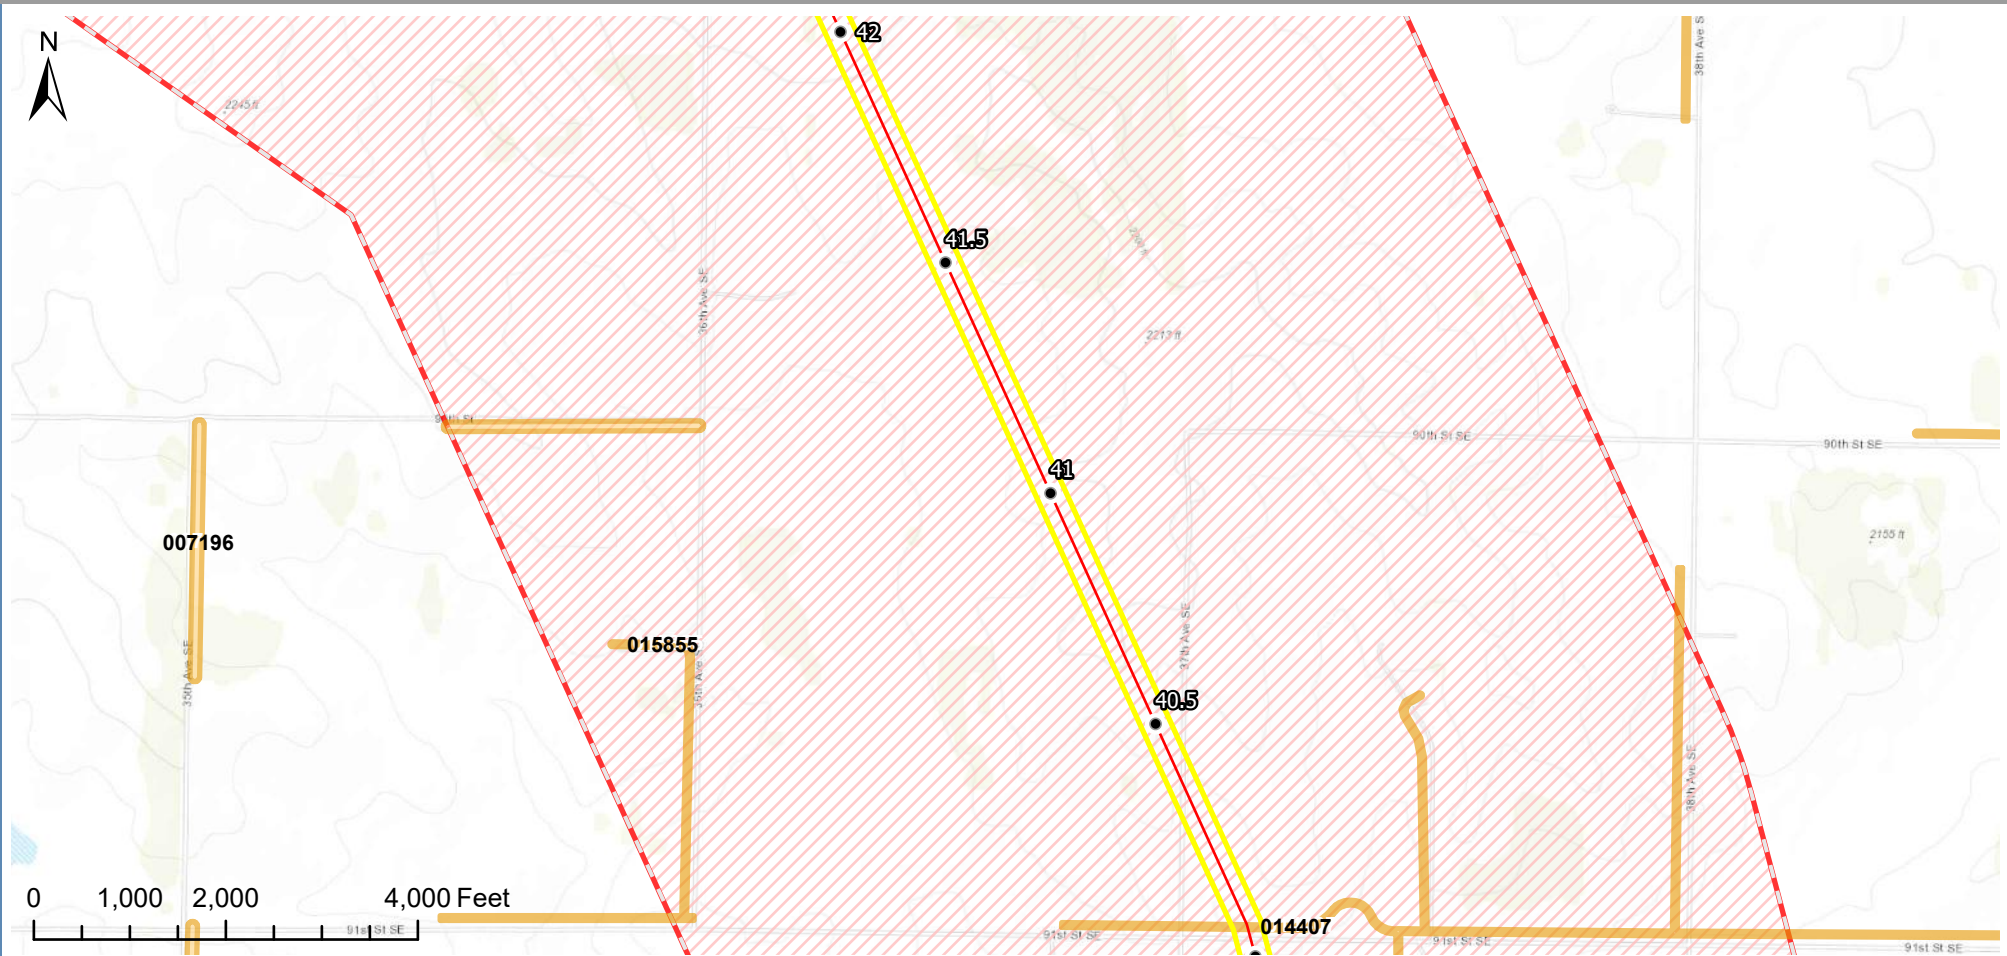 N
42
38th Ave S
2245 ft
41.5
36th Ave SE
2213 ft
90th St SE
90th St SE
41
2155 ft
007196
015855
37th Ave SE
35th Ave SE
40.5
38th Ave SE
0 1,000 2,000 4,000 Feet
014407
91st St SE
91st St SE
91st St SE
91st St SE